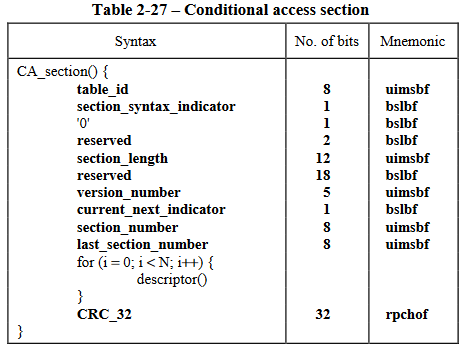 Table 2-27 – Conditional access section
Syntax No. of bits Mnemonic
CA_section() {
table_id 8 uimsbf
section_syntax_indicator 1 bslbf
'0' 1 bslbf
reserved 2 bslbf
section_length 12 uimsbf
reserved 18 bslbf
version_number 5 uimsbf
current_next_indicator 1 bslbf
section_number 8 uimsbf
last_section_number 8 uimsbf
for (i = 0; i < N; i++) {
descriptor()
}
CRC_32 32 rpchof
}